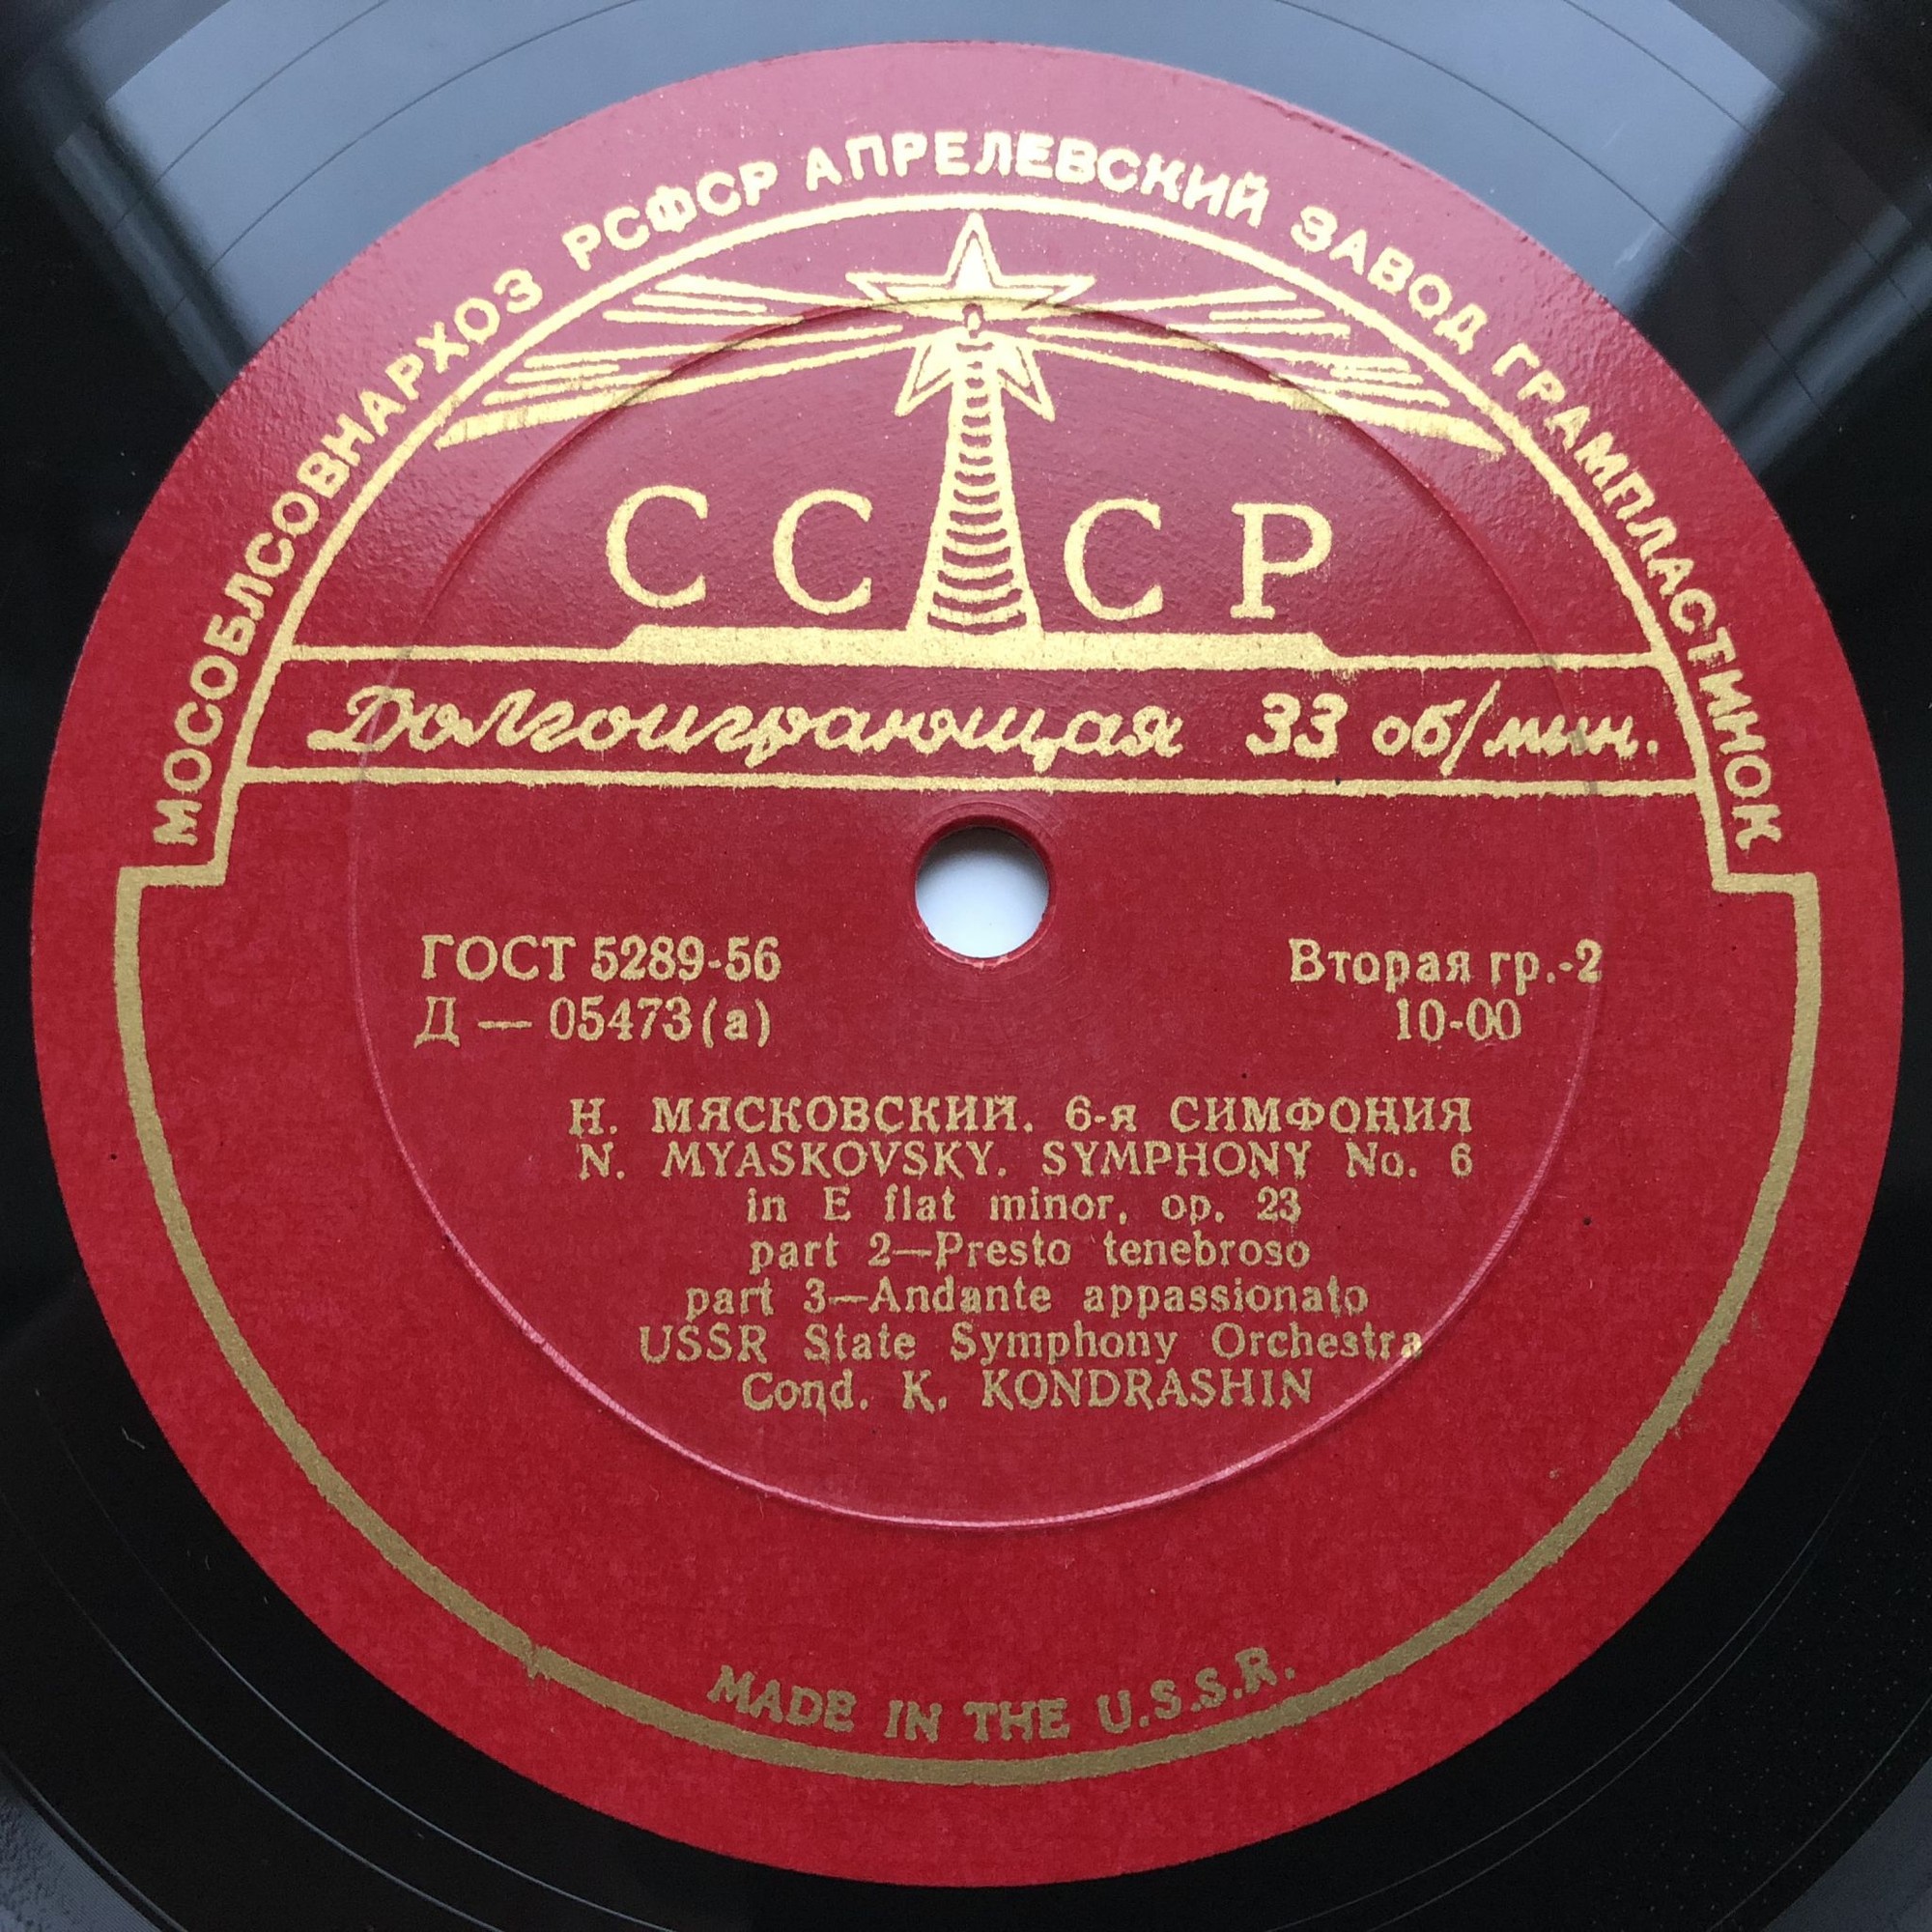 МОСОБЛСОВНАРХОЗ РСФСР АПРЕЛЕВСКИЙ ЗАВОД ГРАМПЛАСТИНОК
СССР
Долгоиграющая 33 об/мин.
ГОСТ 5289-56
Вторая гр.-2
Д — 05473(а)
10-00
Н. МЯСКОВСКИЙ. 6-я СИМФОНИЯ
N. MYASKOVSKY. SYMPHONY No. 6
in E flat minor, op. 23
part 2—Presto tenebroso
part 3—Andante appassionato
USSR State Symphony Orchestra
Cond. K. KONDRASHIN
MADE IN THE U.S.S.R.